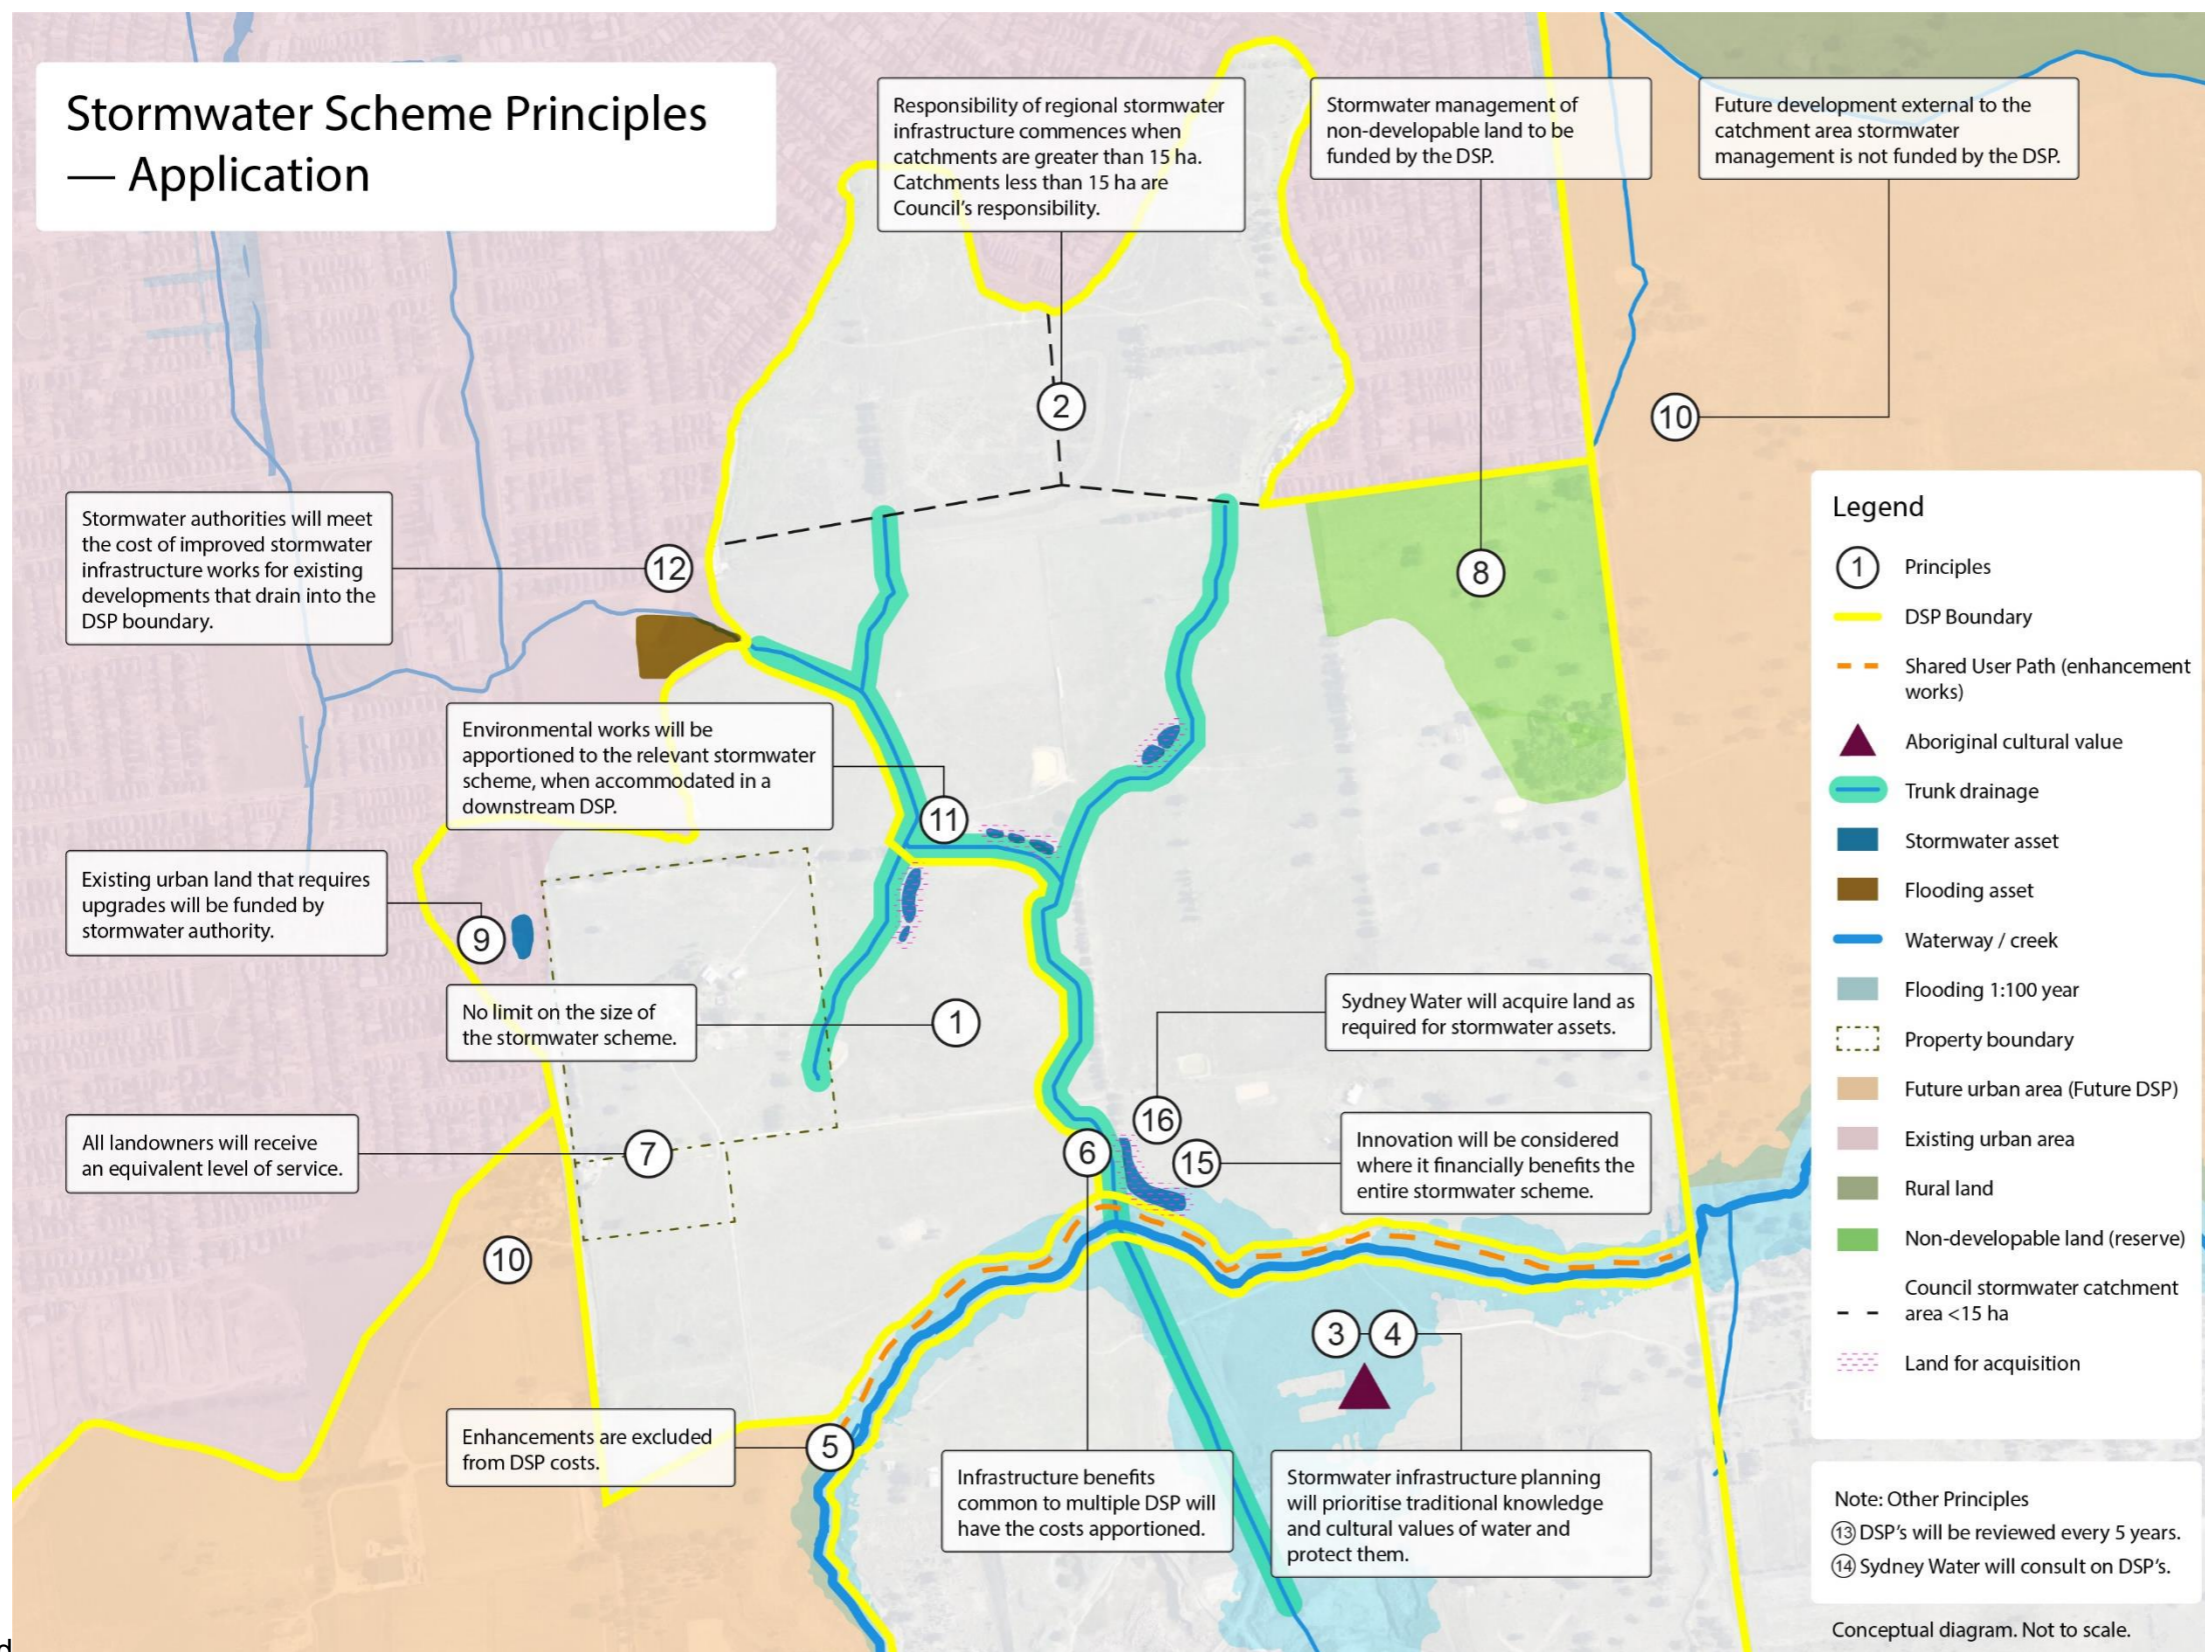 Stormwater Scheme Principles
— Application
Responsibility of regional stormwater
infrastructure commences when
catchments are greater than 15 ha.
Catchments less than 15 ha are
Council's responsibility.
Stormwater management of
non-developable land to be
funded by the DSP.
Future development external to the
catchment area stormwater
management is not funded by the DSP.
2
10
Stormwater authorities will meet
the cost of improved stormwater
infrastructure works for existing
developments that drain into the
DSP boundary.
12
8
Environmental works will be
apportioned to the relevant stormwater
scheme, when accommodated in a
downstream DSP.
11
Existing urban land that requires
upgrades will be funded by
stormwater authority.
9
No limit on the size of
the stormwater scheme.
1
Sydney Water will acquire land as
required for stormwater assets.
16
All landowners will receive
an equivalent level of service.
7
6
15
Innovation will be considered
where it financially benefits the
entire stormwater scheme.
10
3
4
Enhancements are excluded
from DSP costs.
5
Infrastructure benefits
common to multiple DSP will
have the costs apportioned.
Stormwater infrastructure planning
will prioritise traditional knowledge
and cultural values of water and
protect them.
Legend
1 Principles
DSP Boundary
Shared User Path (enhancement
works)
Aboriginal cultural value
Trunk drainage
Stormwater asset
Flooding asset
Waterway / creek
Flooding 1:100 year
Property boundary
Future urban area (Future DSP)
Existing urban area
Rural land
Non-developable land (reserve)
Council stormwater catchment
area <15 ha
Land for acquisition
Note: Other Principles
13 DSP's will be reviewed every 5 years.
14 Sydney Water will consult on DSP's.
Conceptual diagram. Not to scale.